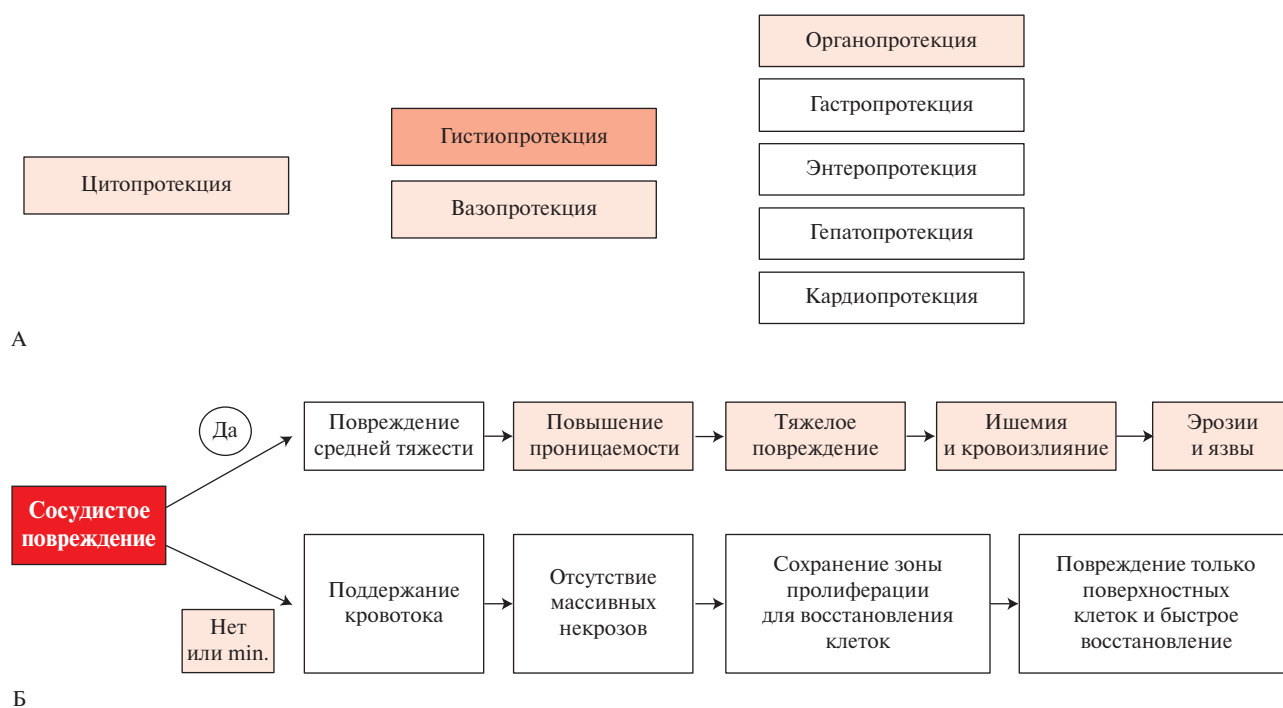 Цитопротекция
Гистиопротекция
Вазопротекция
Органопротекция
Гастропротекция
Энтеропротекция
Гепатопротекция
Кардиопротекция
А
Сосудистое
повреждение
Да
Повреждение
средней тяжести
Повышение
проницаемости
Тяжелое
повреждение
Ишемия
и кровоизлияние
Эрозии
и язвы
Нет
или min.
Поддержание
кровотока
Отсутствие
массивных
некрозов
Сохранение зоны
пролиферации
для восстановления
клеток
Повреждение только
поверхностных
клеток и быстрое
восстановление
Б